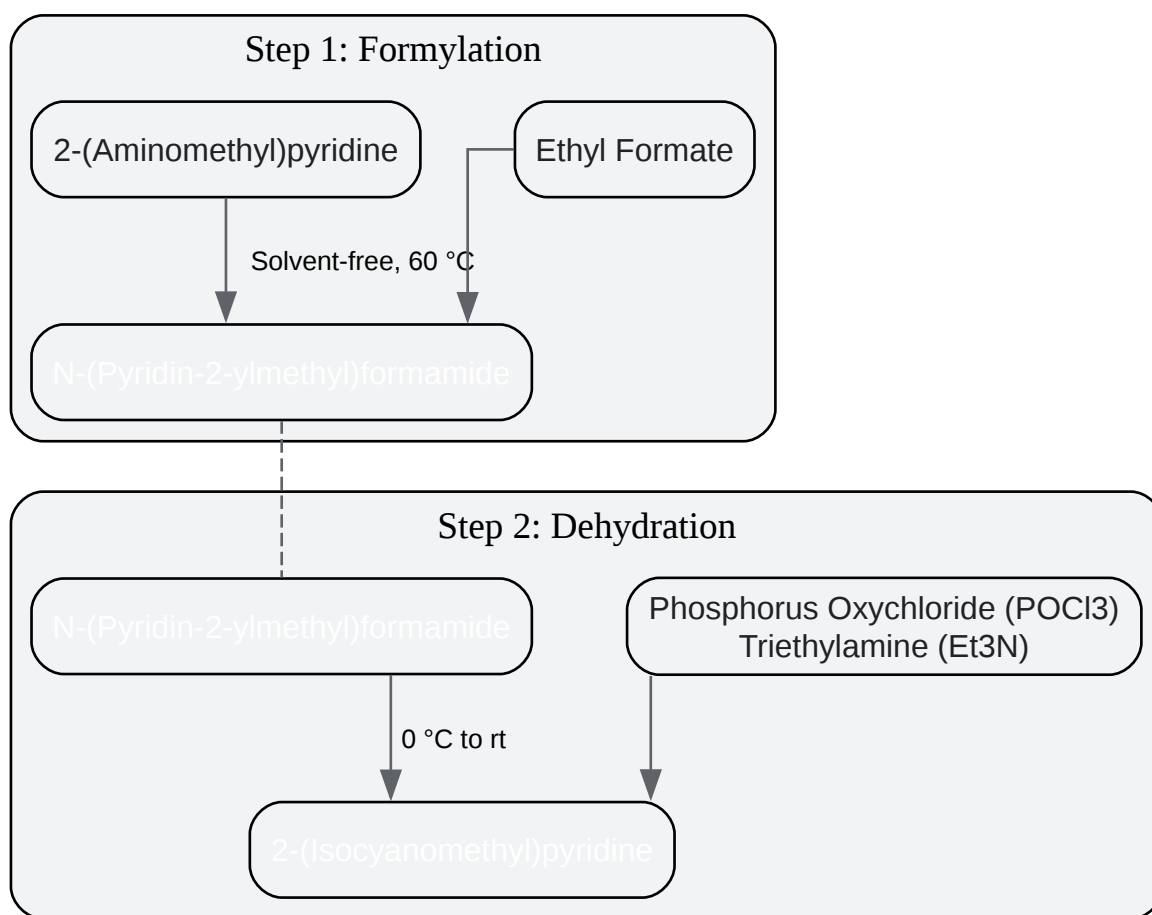 Step 1: Formylation
2-(Aminomethyl)pyridine
Ethyl Formate
Solvent-free, 60 °C
N-(Pyridin-2-ylmethyl)formamide
Step 2: Dehydration
N-(Pyridin-2-ylmethyl)formamide
Phosphorus Oxychloride (POCl3)
Triethylamine (Et3N)
0 °C to rt
2-(Isocyanomethyl)pyridine